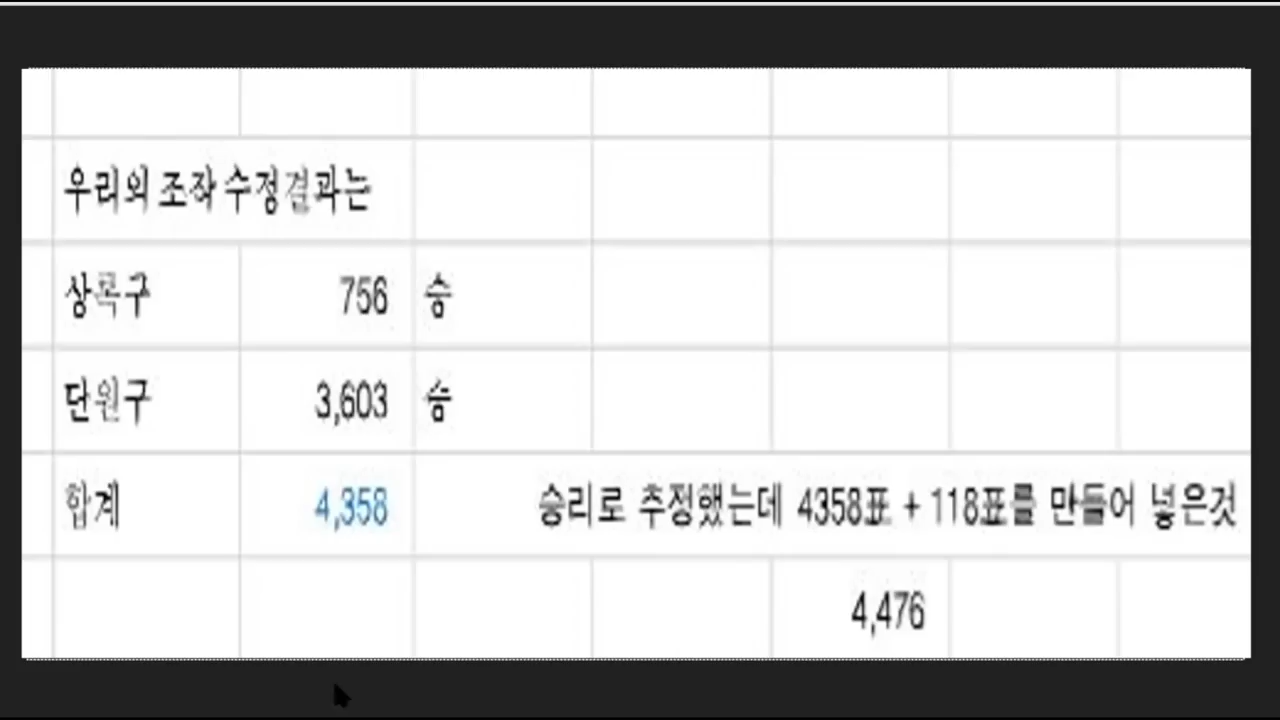 우리의 조작 수정결과는
상록구 756 승
단원구 3,603 승
합계 4,358 승리로 추정했는데 4358표 + 118표를 만들어 넣은것
4,476